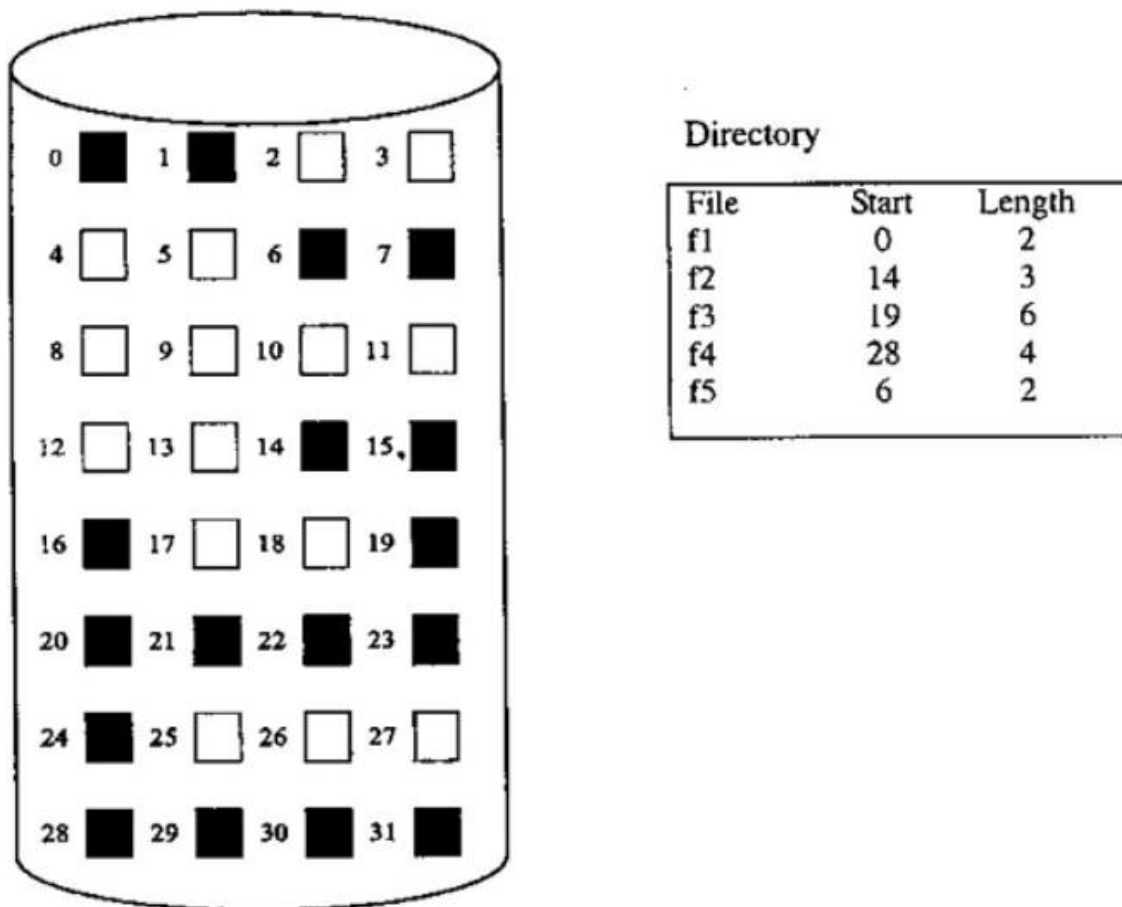 0 1 2 3
4 5 6 7
8 9 10 11
12 13 14 15
16 17 18 19
20 21 22 23
24 25 26 27
28 29 30 31
Directory
File Start Length
f1 0 2
f2 14 3
f3 19 6
f4 28 4
f5 6 2